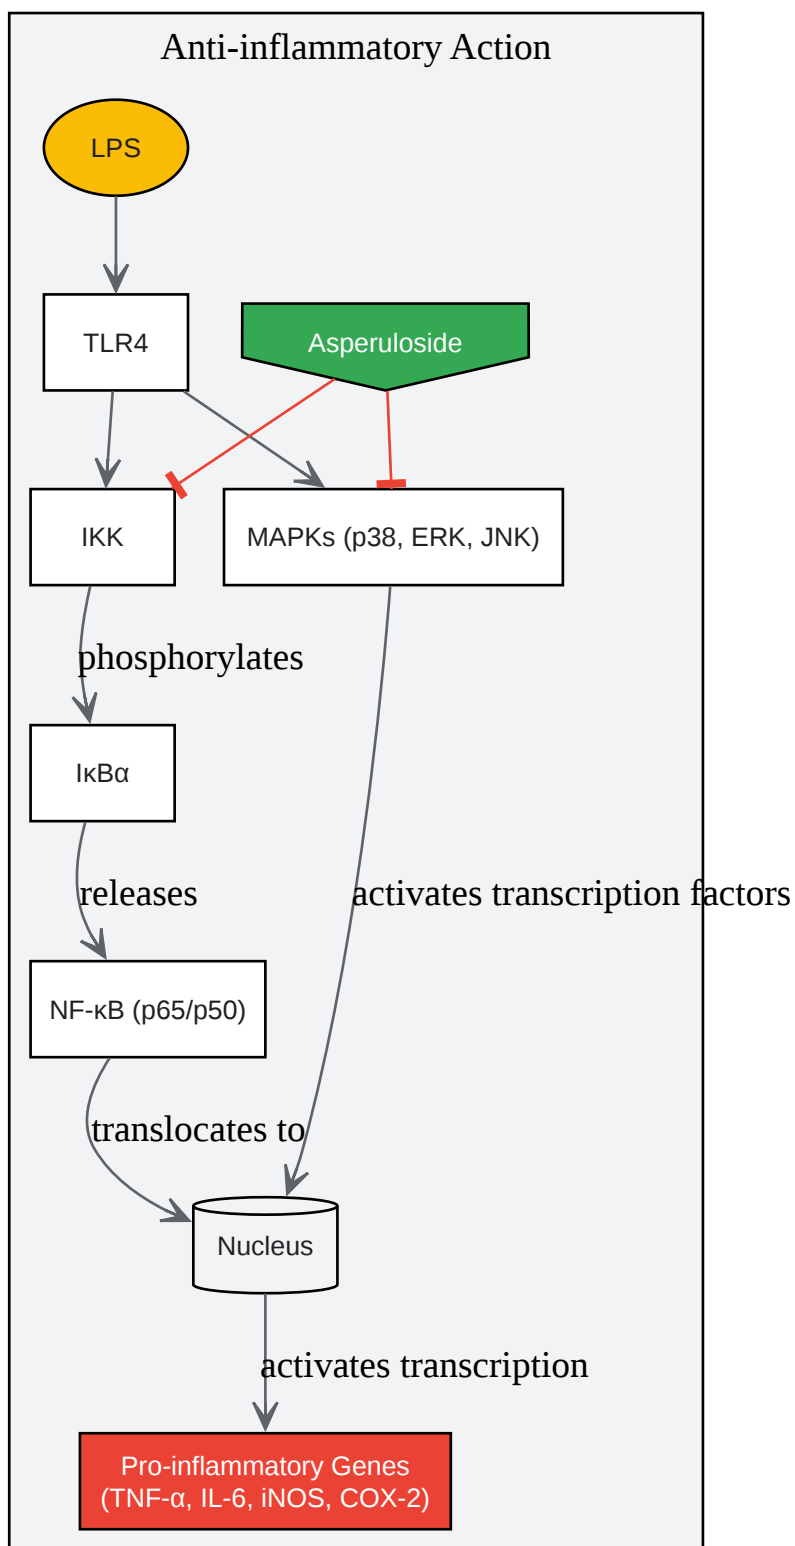 Anti-inflammatory Action
LPS
TLR4
Asperuloside
IKK
MAPKs (p38, ERK, JNK)
phosphorylates
IκBα
releases
activates transcription factors
NF-κB (p65/p50)
translocates to
Nucleus
activates transcription
Pro-inflammatory Genes
(TNF-α, IL-6, iNOS, COX-2)